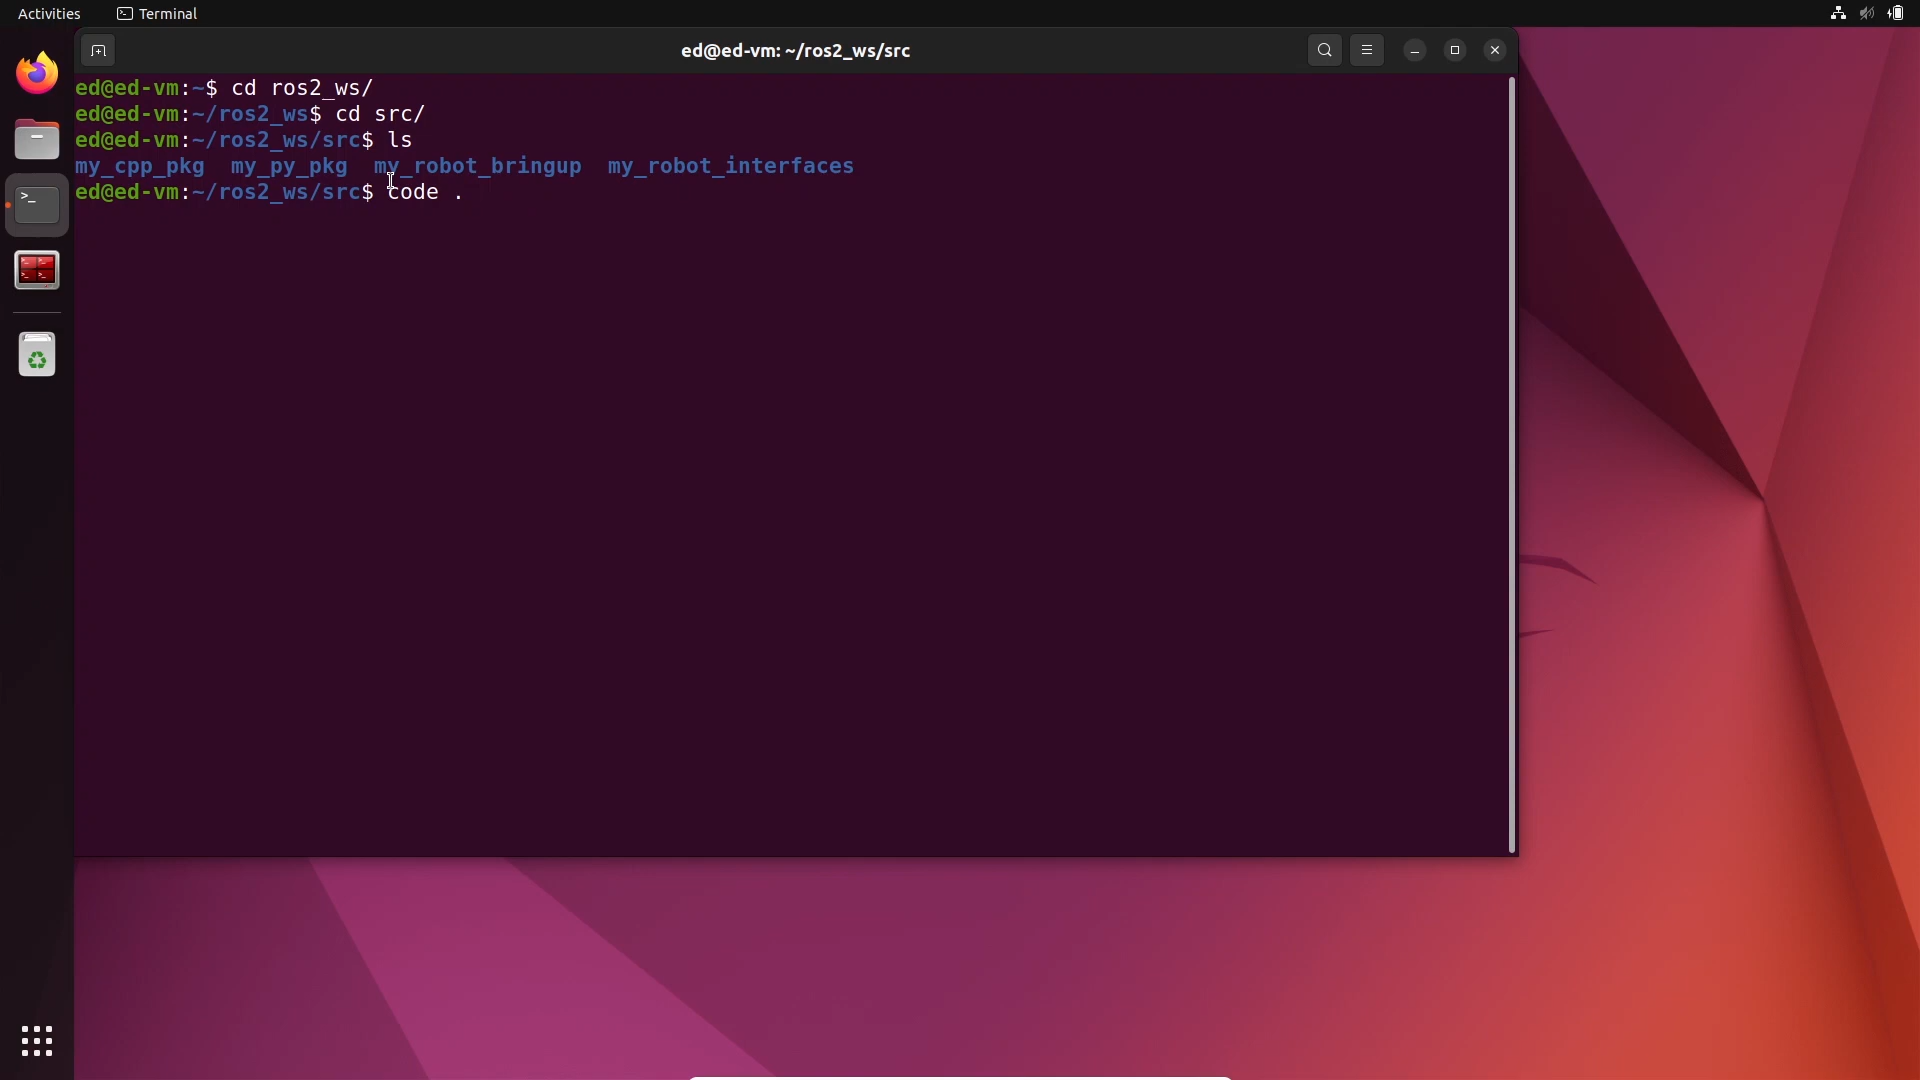 Activities Terminal
ed@ed-vm: ~/ros2_ws/src
ed@ed-vm:~$ cd ros2_ws/
ed@ed-vm:~/ros2_ws$ cd src/
ed@ed-vm:~/ros2_ws/src$ ls
my_cpp_pkg  my_py_pkg  my_robot_bringup  my_robot_interfaces
ed@ed-vm:~/ros2_ws/src$ code .